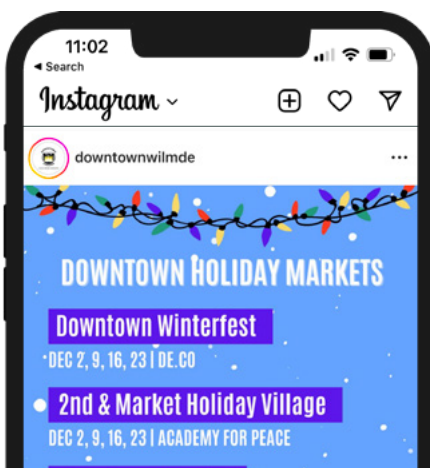 11:02
◄ Search
Instagram
downtownwilmde
DOWNTOWN HOLIDAY MARKETS
Downtown Winterfest
DEC 2, 9, 16, 23 | DE.CO
2nd & Market Holiday Village
DEC 2, 9, 16, 23 | ACADEMY FOR PEACE